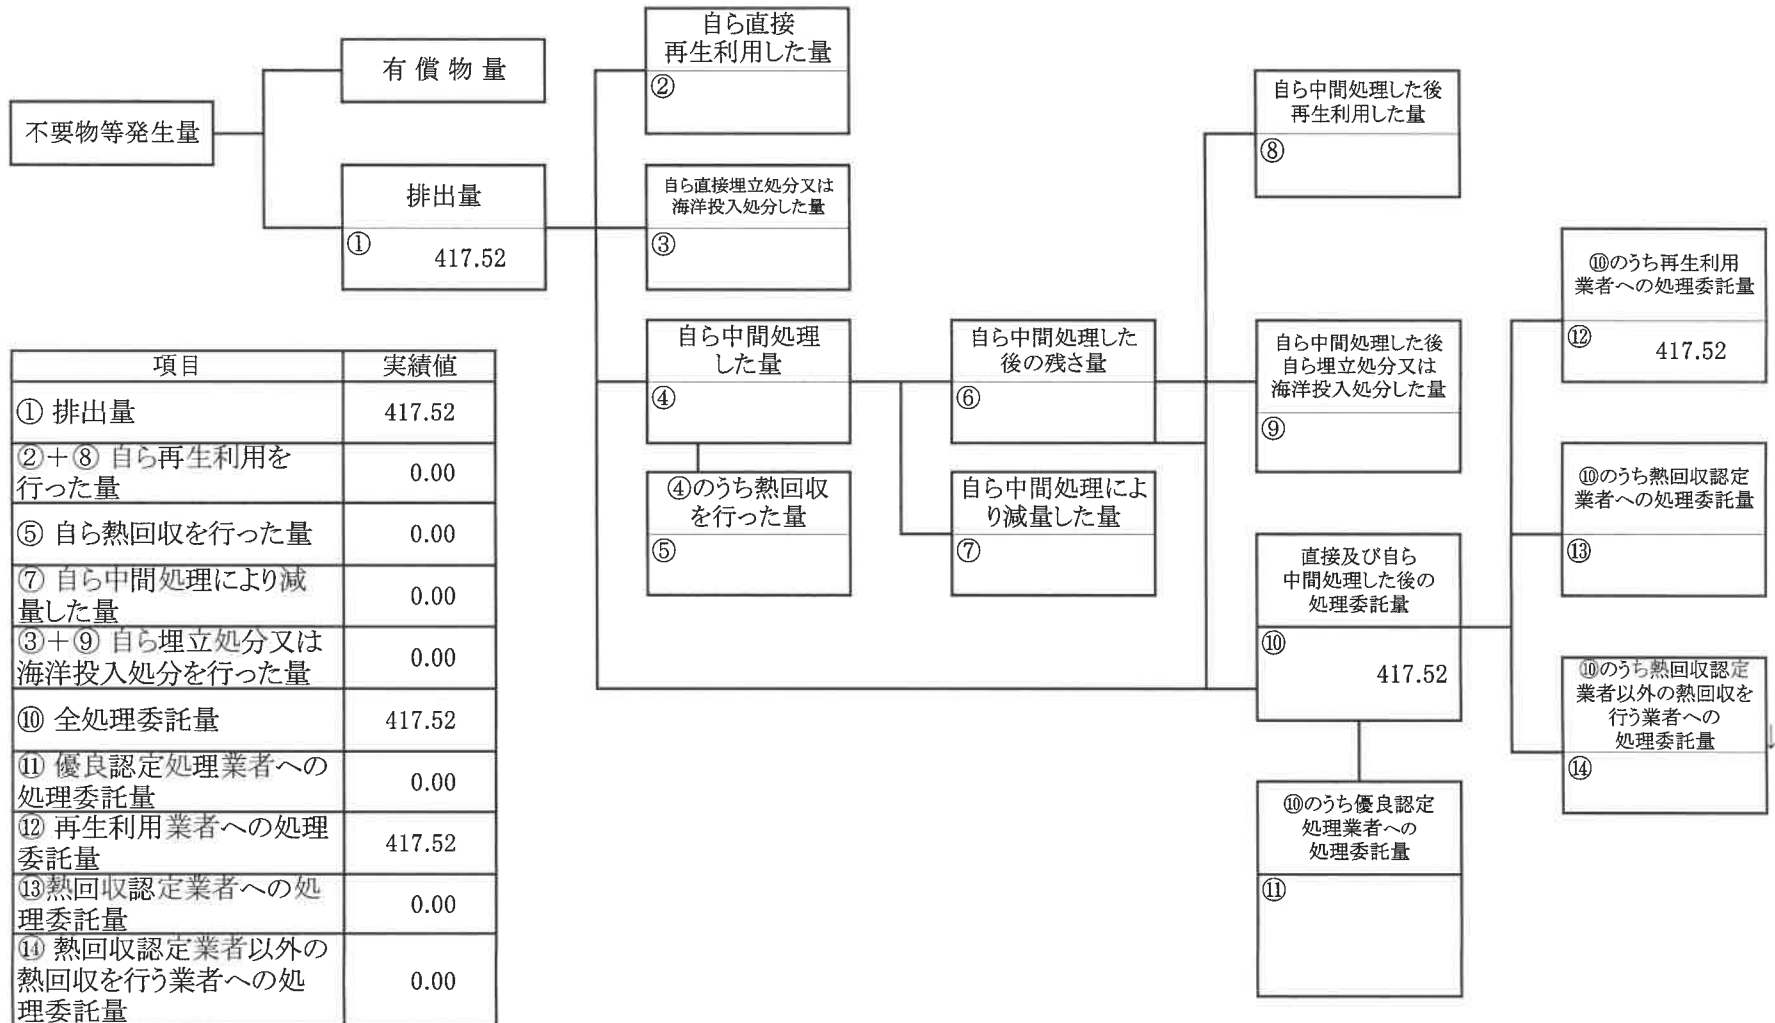 不要物等発生量
有 償 物 量
排出量
①
417.52
自ら直接
再生利用した量
②
自ら直接埋立処分又は
海洋投入処分した量
③
自ら中間処理
した量
④
④のうち熱回収
を行った量
⑤
自ら中間処理した
後の残さ量
⑥
自ら中間処理によ
り減量した量
⑦
自ら中間処理した後
再生利用した量
⑧
自ら中間処理した後
自ら埋立処分又は
海洋投入処分した量
⑨
直接及び自ら
中間処理した後の
処理委託量
⑩
417.52
⑩のうち優良認定
処理業者への
処理委託量
⑪
⑩のうち再生利用
業者への処理委託量
⑫
417.52
⑩のうち熱回収認定
業者への処理委託量
⑬
⑩のうち熱回収認定
業者以外の熱回収を
行う業者への
処理委託量
⑭
項目 実績値
① 排出量 417.52
②＋⑧ 自ら再生利用を
行った量 0.00
⑤ 自ら熱回収を行った量 0.00
⑦ 自ら中間処理により減
量した量 0.00
③＋⑨ 自ら埋立処分又は
海洋投入処分を行った量 0.00
⑩ 全処理委託量 417.52
⑪ 優良認定処理業者への
処理委託量 0.00
⑫ 再生利用業者への処理
委託量 417.52
⑬熱回収認定業者への処
理委託量 0.00
⑭ 熱回収認定業者以外の
熱回収を行う業者への処
理委託量 0.00